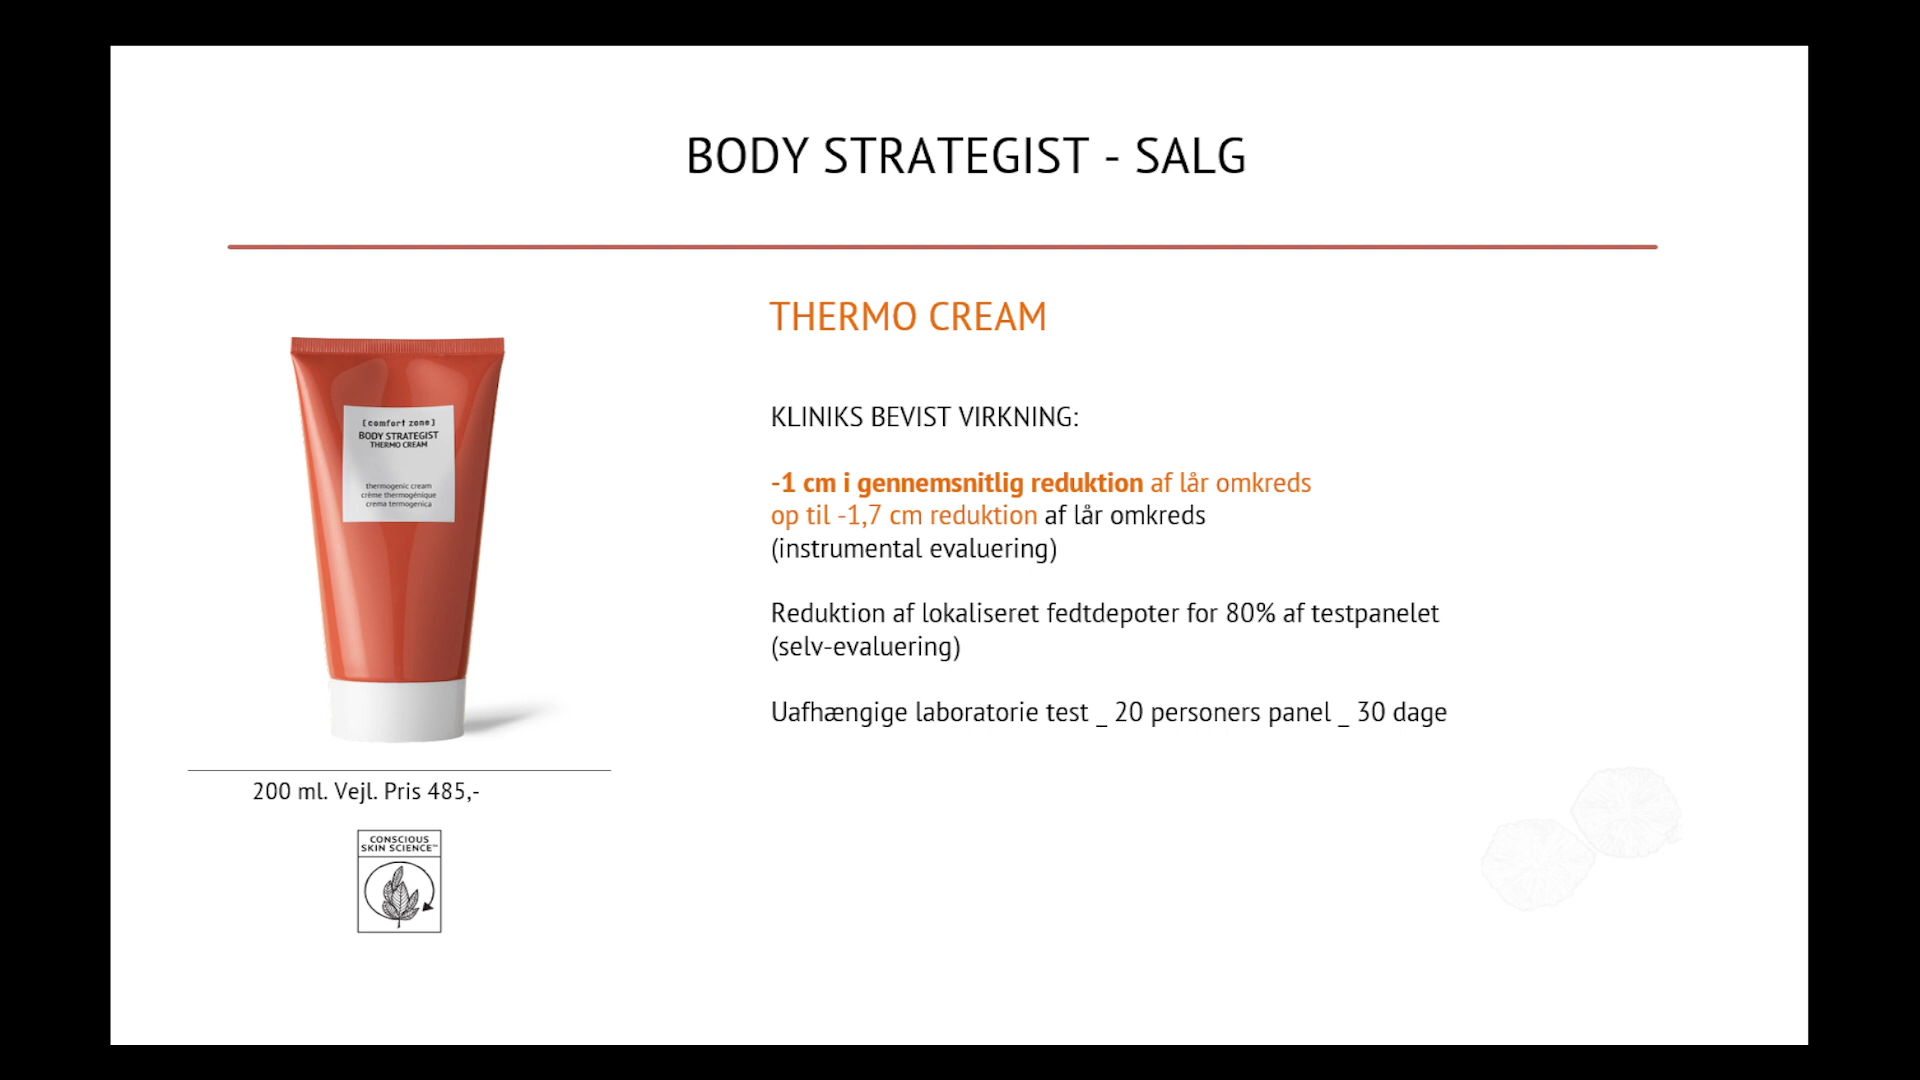 BODY STRATEGIST - SALG
THERMO CREAM
KLINIKS BEVIST VIRKNING:
-1 cm i gennemsnitlig reduktion af lår omkreds
op til -1,7 cm reduktion af lår omkreds
(instrumental evaluering)
Reduktion af lokaliseret fedtdepoter for 80% af testpanelet
(selv-evaluering)
Uafhængige laboratorie test _ 20 personers panel _ 30 dage
[comfort zone]
BODY STRATEGIST
THERMO CREAM
thermogenic cream
crème thermogénique
crema termogenica
200 ml. Vejl. Pris 485,-
CONSCIOUS
SKIN SCIENCE™